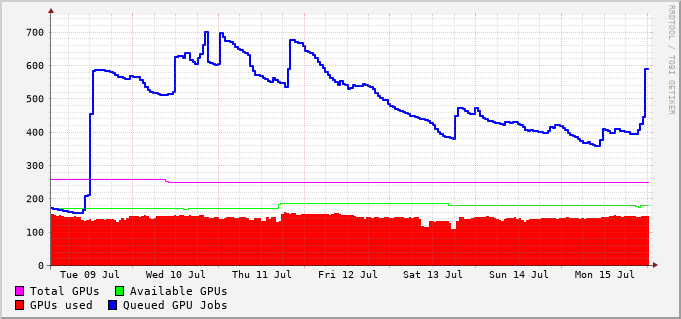 RRDTOOL / TOBI OETIKER
700
600
500
400
300
200
100
0
Tue 09 Jul Wed 10 Jul Thu 11 Jul Fri 12 Jul Sat 13 Jul Sun 14 Jul Mon 15 Jul
Total GPUs Available GPUs
GPUs used Queued GPU Jobs